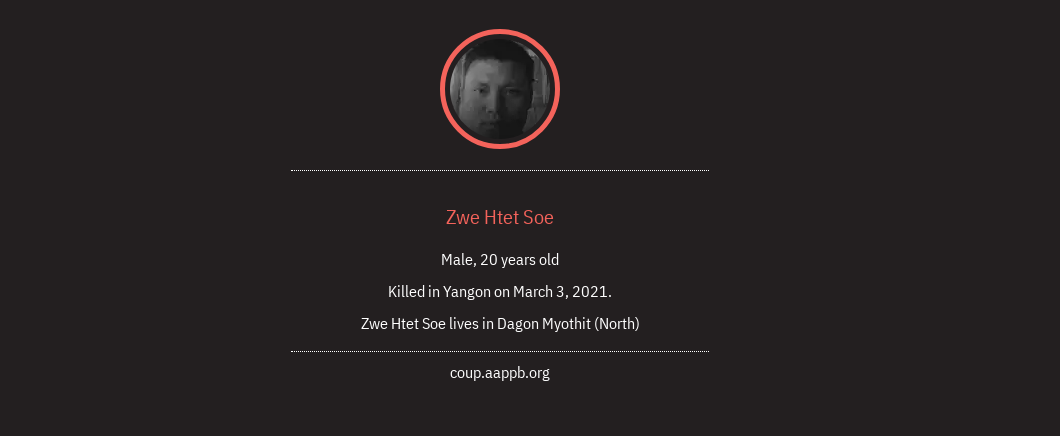 Zwe Htet Soe
Male, 20 years old
Killed in Yangon on March 3, 2021.
Zwe Htet Soe lives in Dagon Myothit (North)
coup.aappb.org